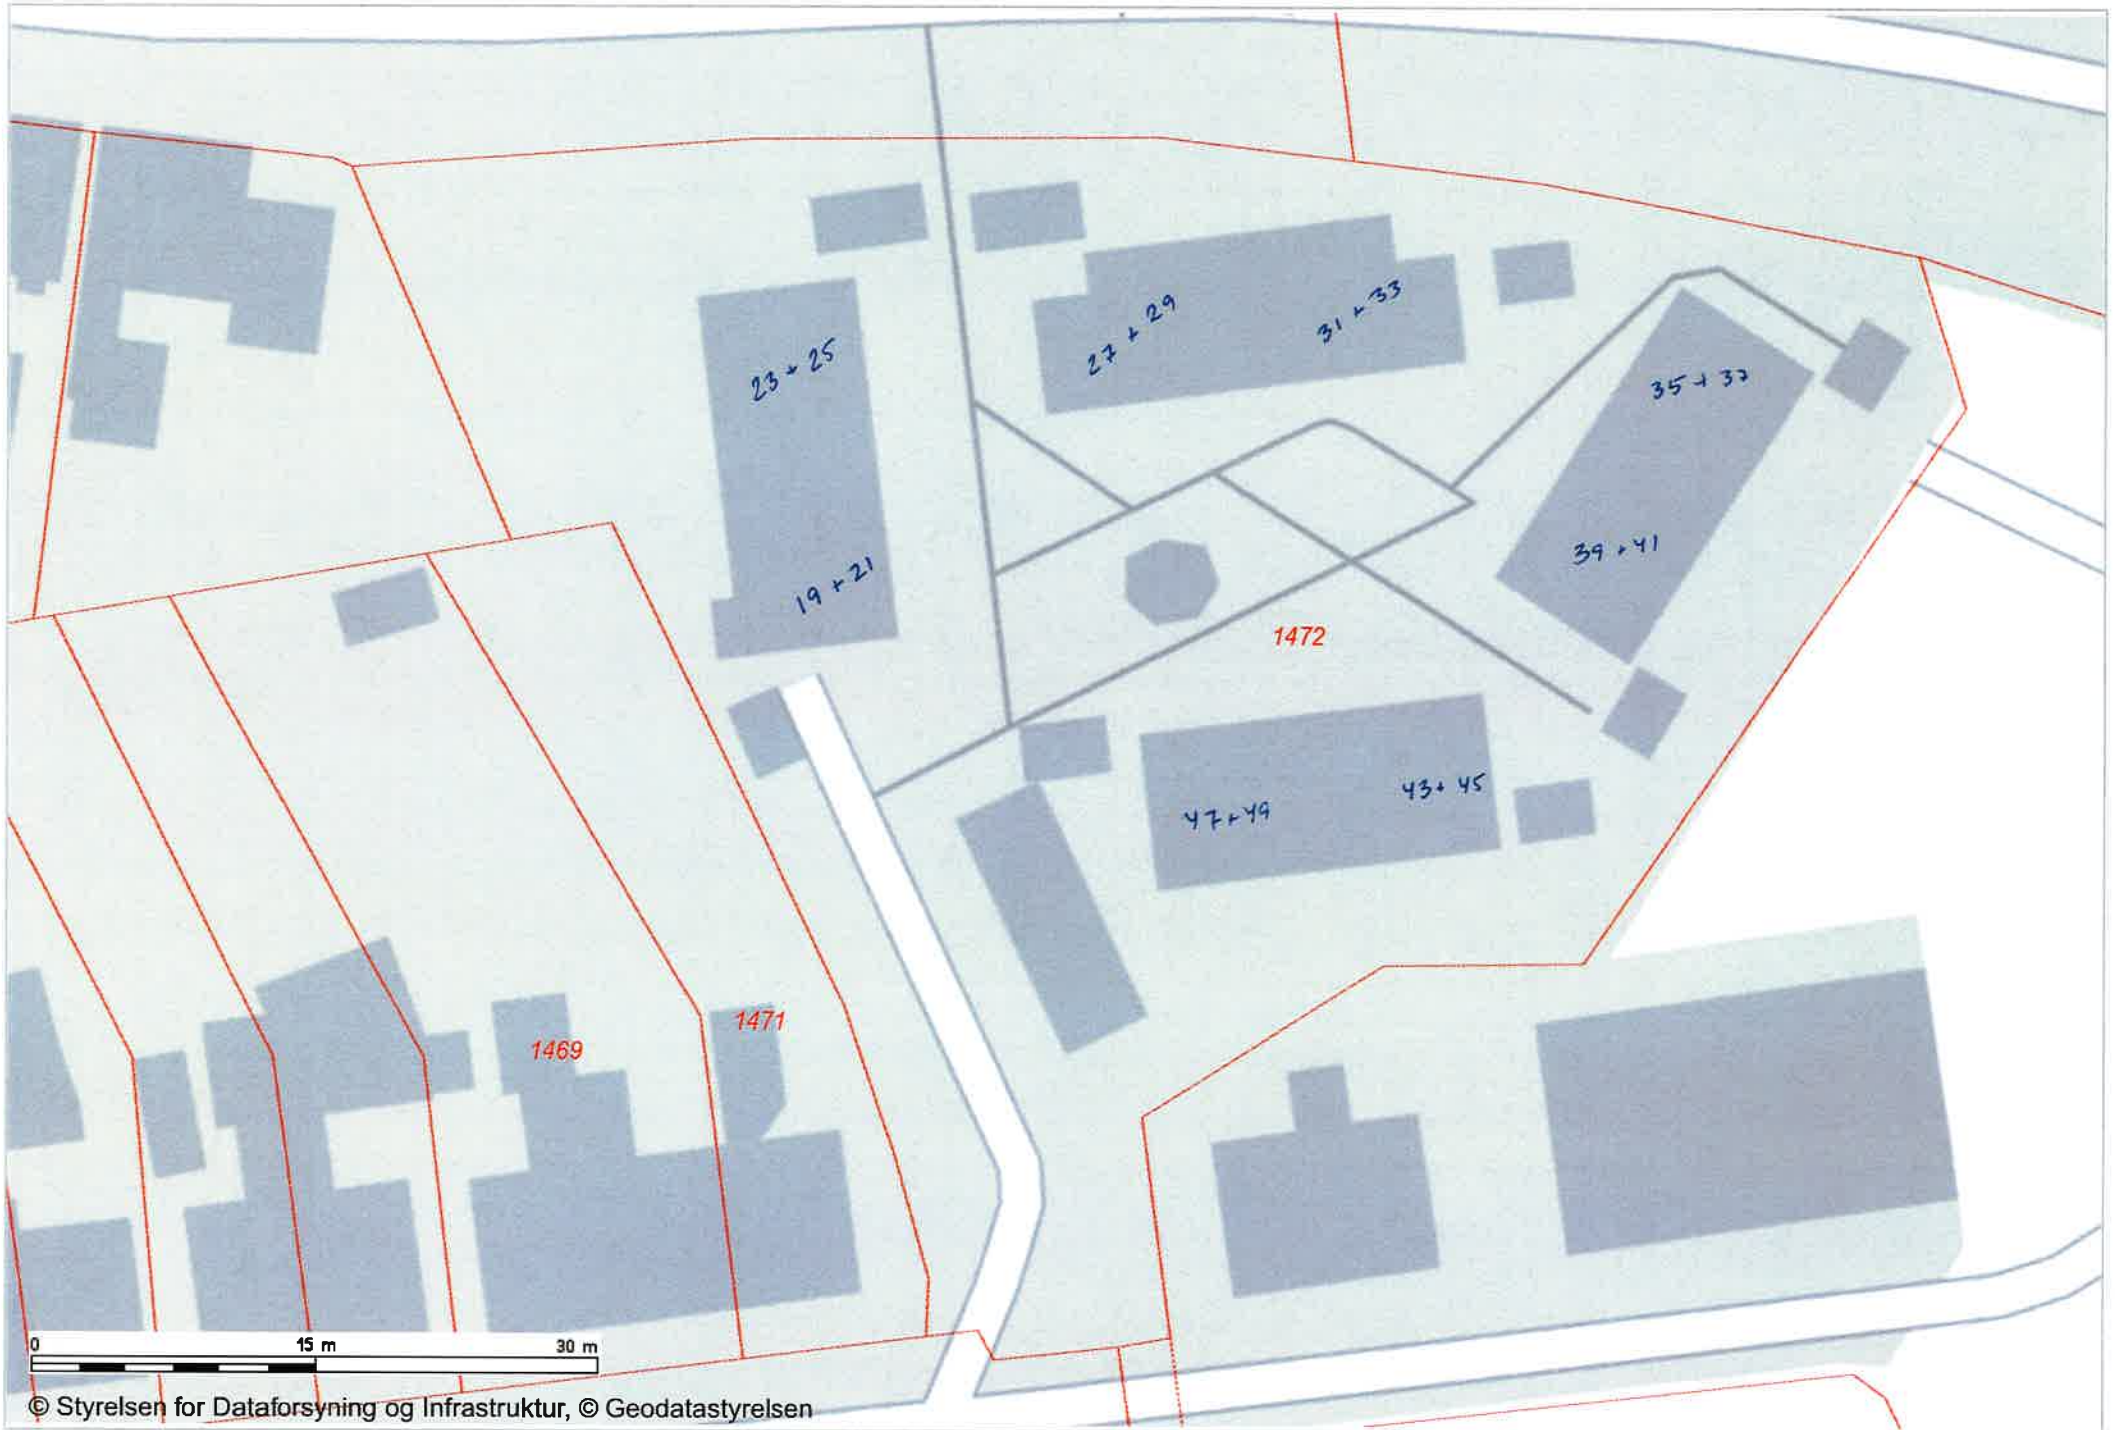 27 + 29
31 + 33
23 + 25
35 + 37
39 + 41
19 + 21
1472
43 + 45
47 + 49
1471
1469
0 15 m 30 m
© Styrelsen for Dataforsyning og Infrastruktur, © Geodatastyrelsen